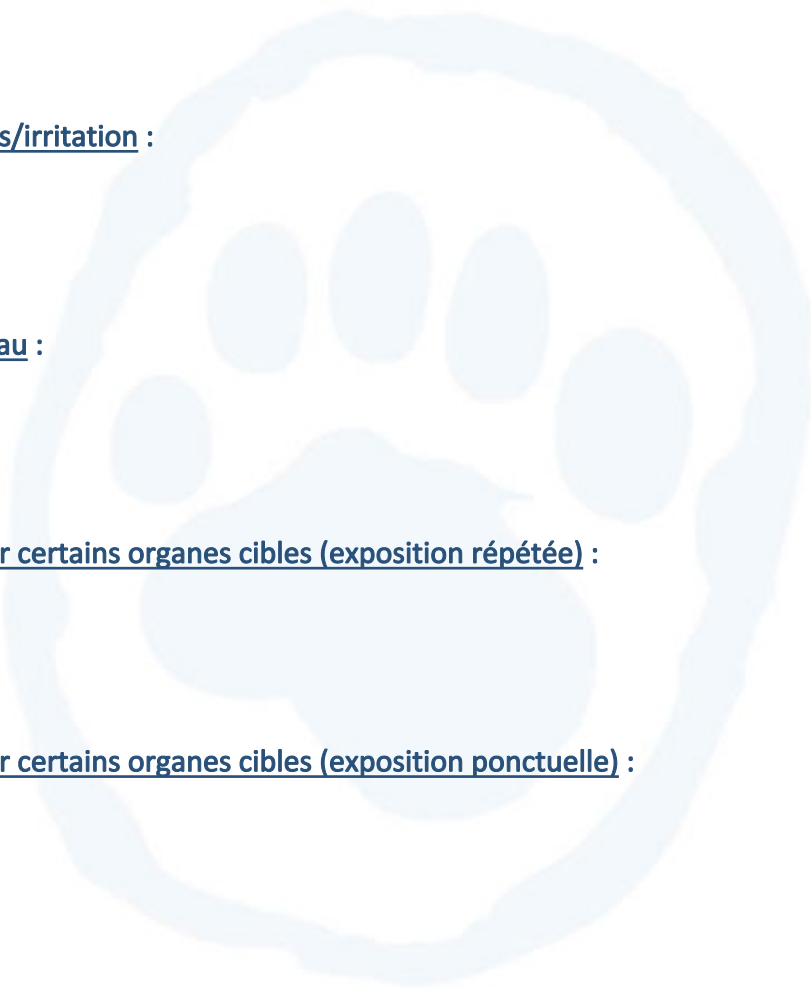 s/irritation :
au :
r certains organes cibles (exposition répétée) :
r certains organes cibles (exposition ponctuelle) :